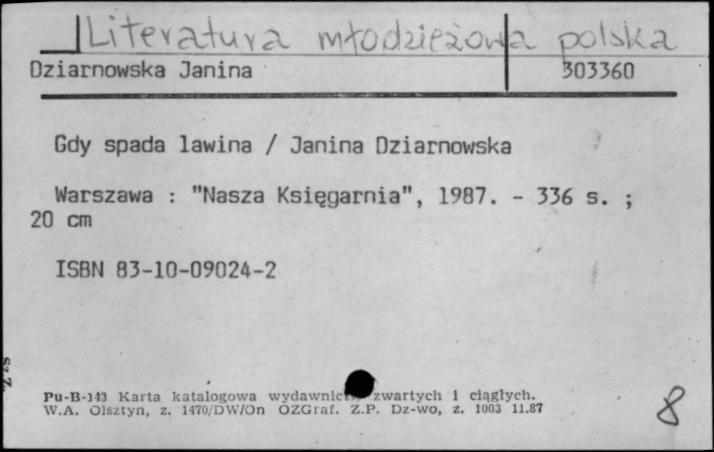 Literatura młodzieżowa polska
Dziarnowska Janina 303360
Gdy spada lawina / Janina Dziarnowska
Warszawa : "Nasza Księgarnia", 1987. - 336 s. ;
20 cm
ISBN 83-10-09024-2
Pu-B-143 Karta katalogowa zwartych i ciągłych.
W.A. Olsztyn, z. 1470/DW/On OZGraf. Z.P. Dz-wo, z. 1003 11.87
8